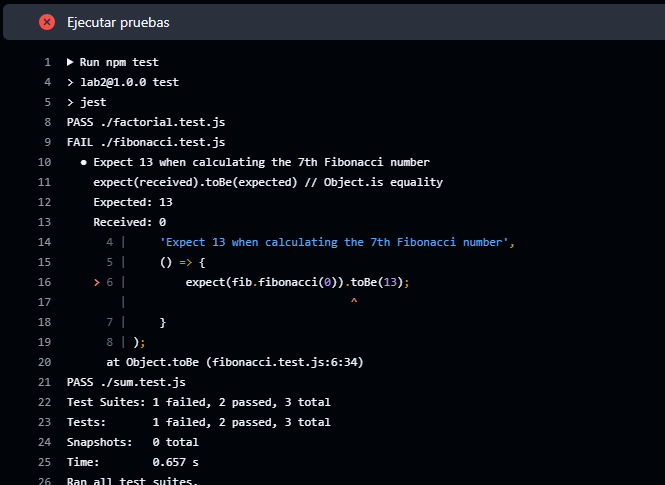 Ejecutar pruebas
1 ▶ Run npm test
4 > lab2@1.0.0 test
5 > jest
8 PASS ./factorial.test.js
9 FAIL ./fibonacci.test.js
10 ● Expect 13 when calculating the 7th Fibonacci number
11 expect(received).toBe(expected) // Object.is equality
12 Expected: 13
13 Received: 0
14 4 | 'Expect 13 when calculating the 7th Fibonacci number',
15 5 | () => {
16 > 6 | expect(fib.fibonacci(0)).toBe(13);
17 | ^
18 7 | }
19 8 | );
20 at Object.toBe (fibonacci.test.js:6:34)
21 PASS ./sum.test.js
22 Test Suites: 1 failed, 2 passed, 3 total
23 Tests: 1 failed, 2 passed, 3 total
24 Snapshots: 0 total
25 Time: 0.657 s
26 Ran all test suites.